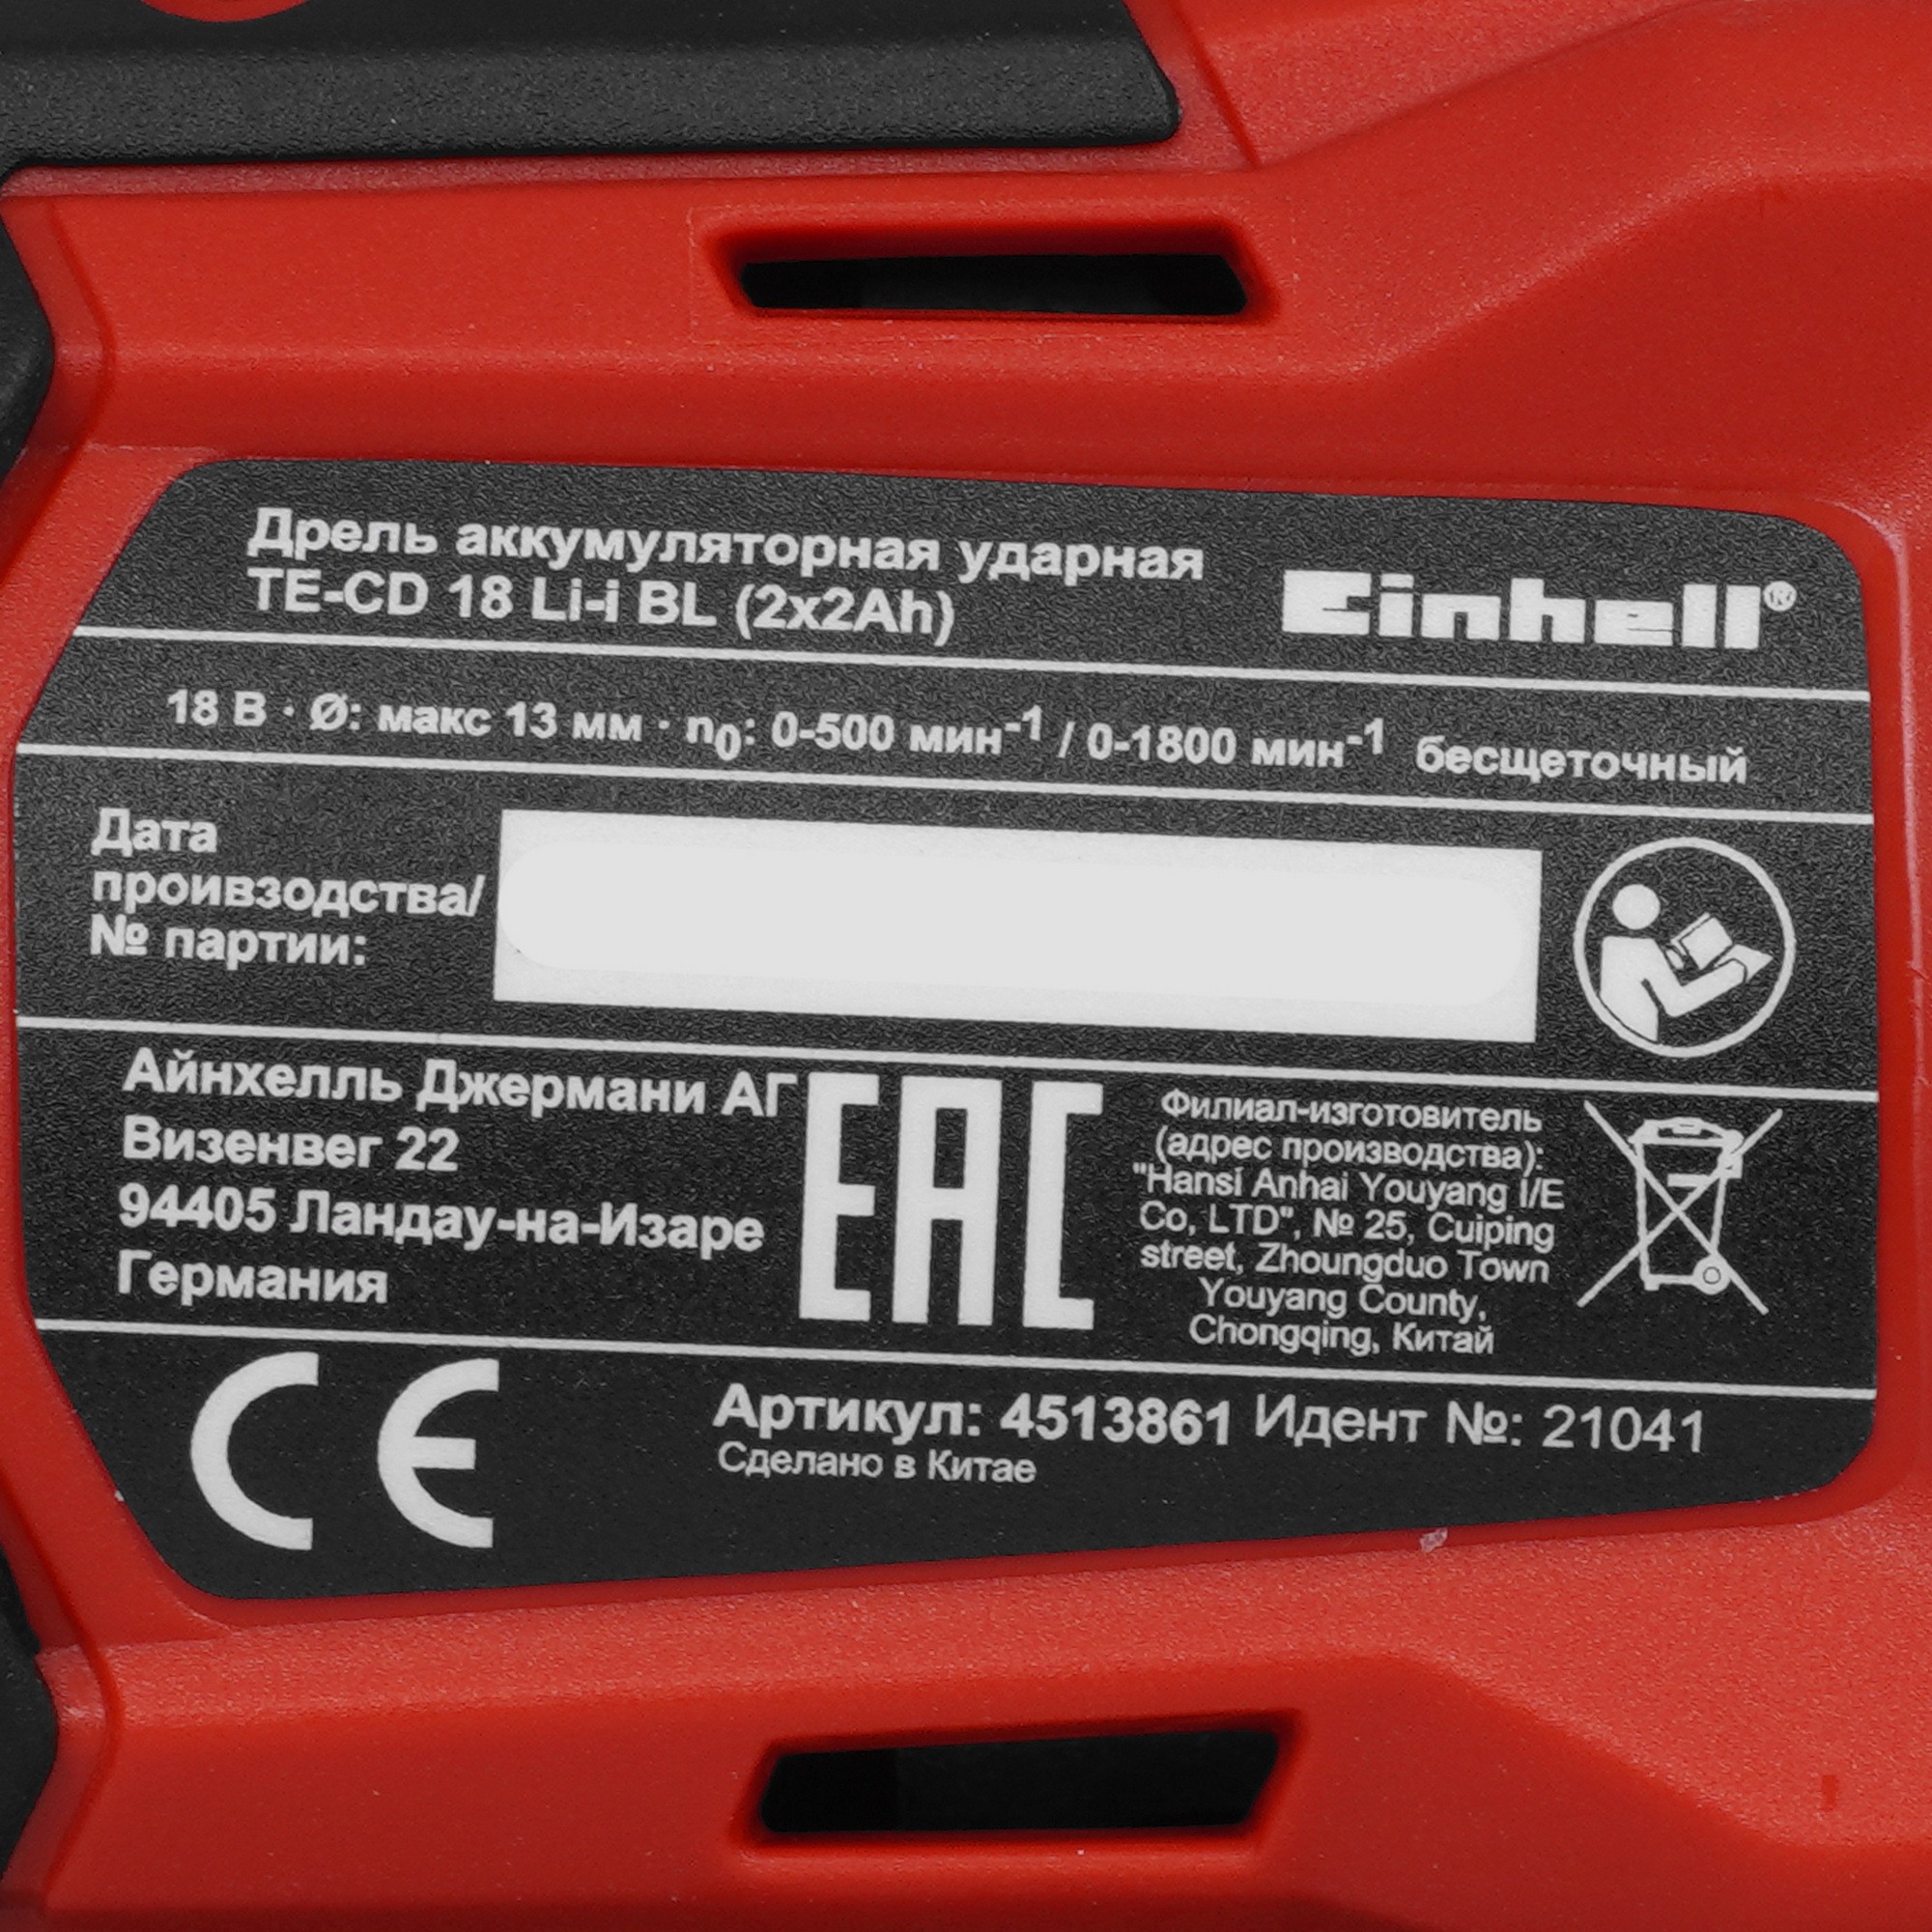 Дрель аккумуляторная ударная
TE-CD 18 Li-i BL (2x2Ah)
Einhell®
18 В · Ø: макс 13 мм · n₀: 0-500 мин⁻¹ / 0-1800 мин⁻¹ бесщеточный
Дата
проивзодства/
№ партии:
Айнхелль Джермани АГ
Визенвег 22
94405 Ландау-на-Изаре
Германия
EAC
Филиал-изготовитель
(адрес производства):
"Hansi Anhai Youyang I/E
Co, LTD", № 25, Cuiping
street, Zhoungduo Town
Youyang County,
Chongqing, Китай
CE
Артикул: 4513861 Идент №: 21041
Сделано в Китае